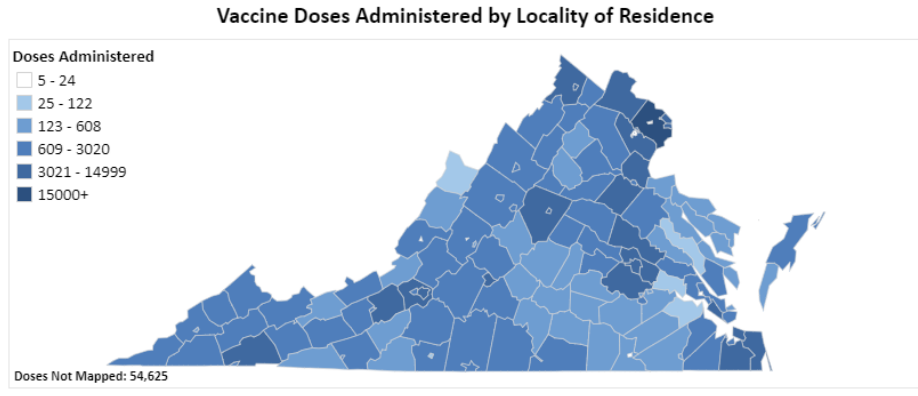 Vaccine Doses Administered by Locality of Residence
Doses Administered
5 - 24
25 - 122
123 - 608
609 - 3020
3021 - 14999
15000+
Doses Not Mapped: 54,625